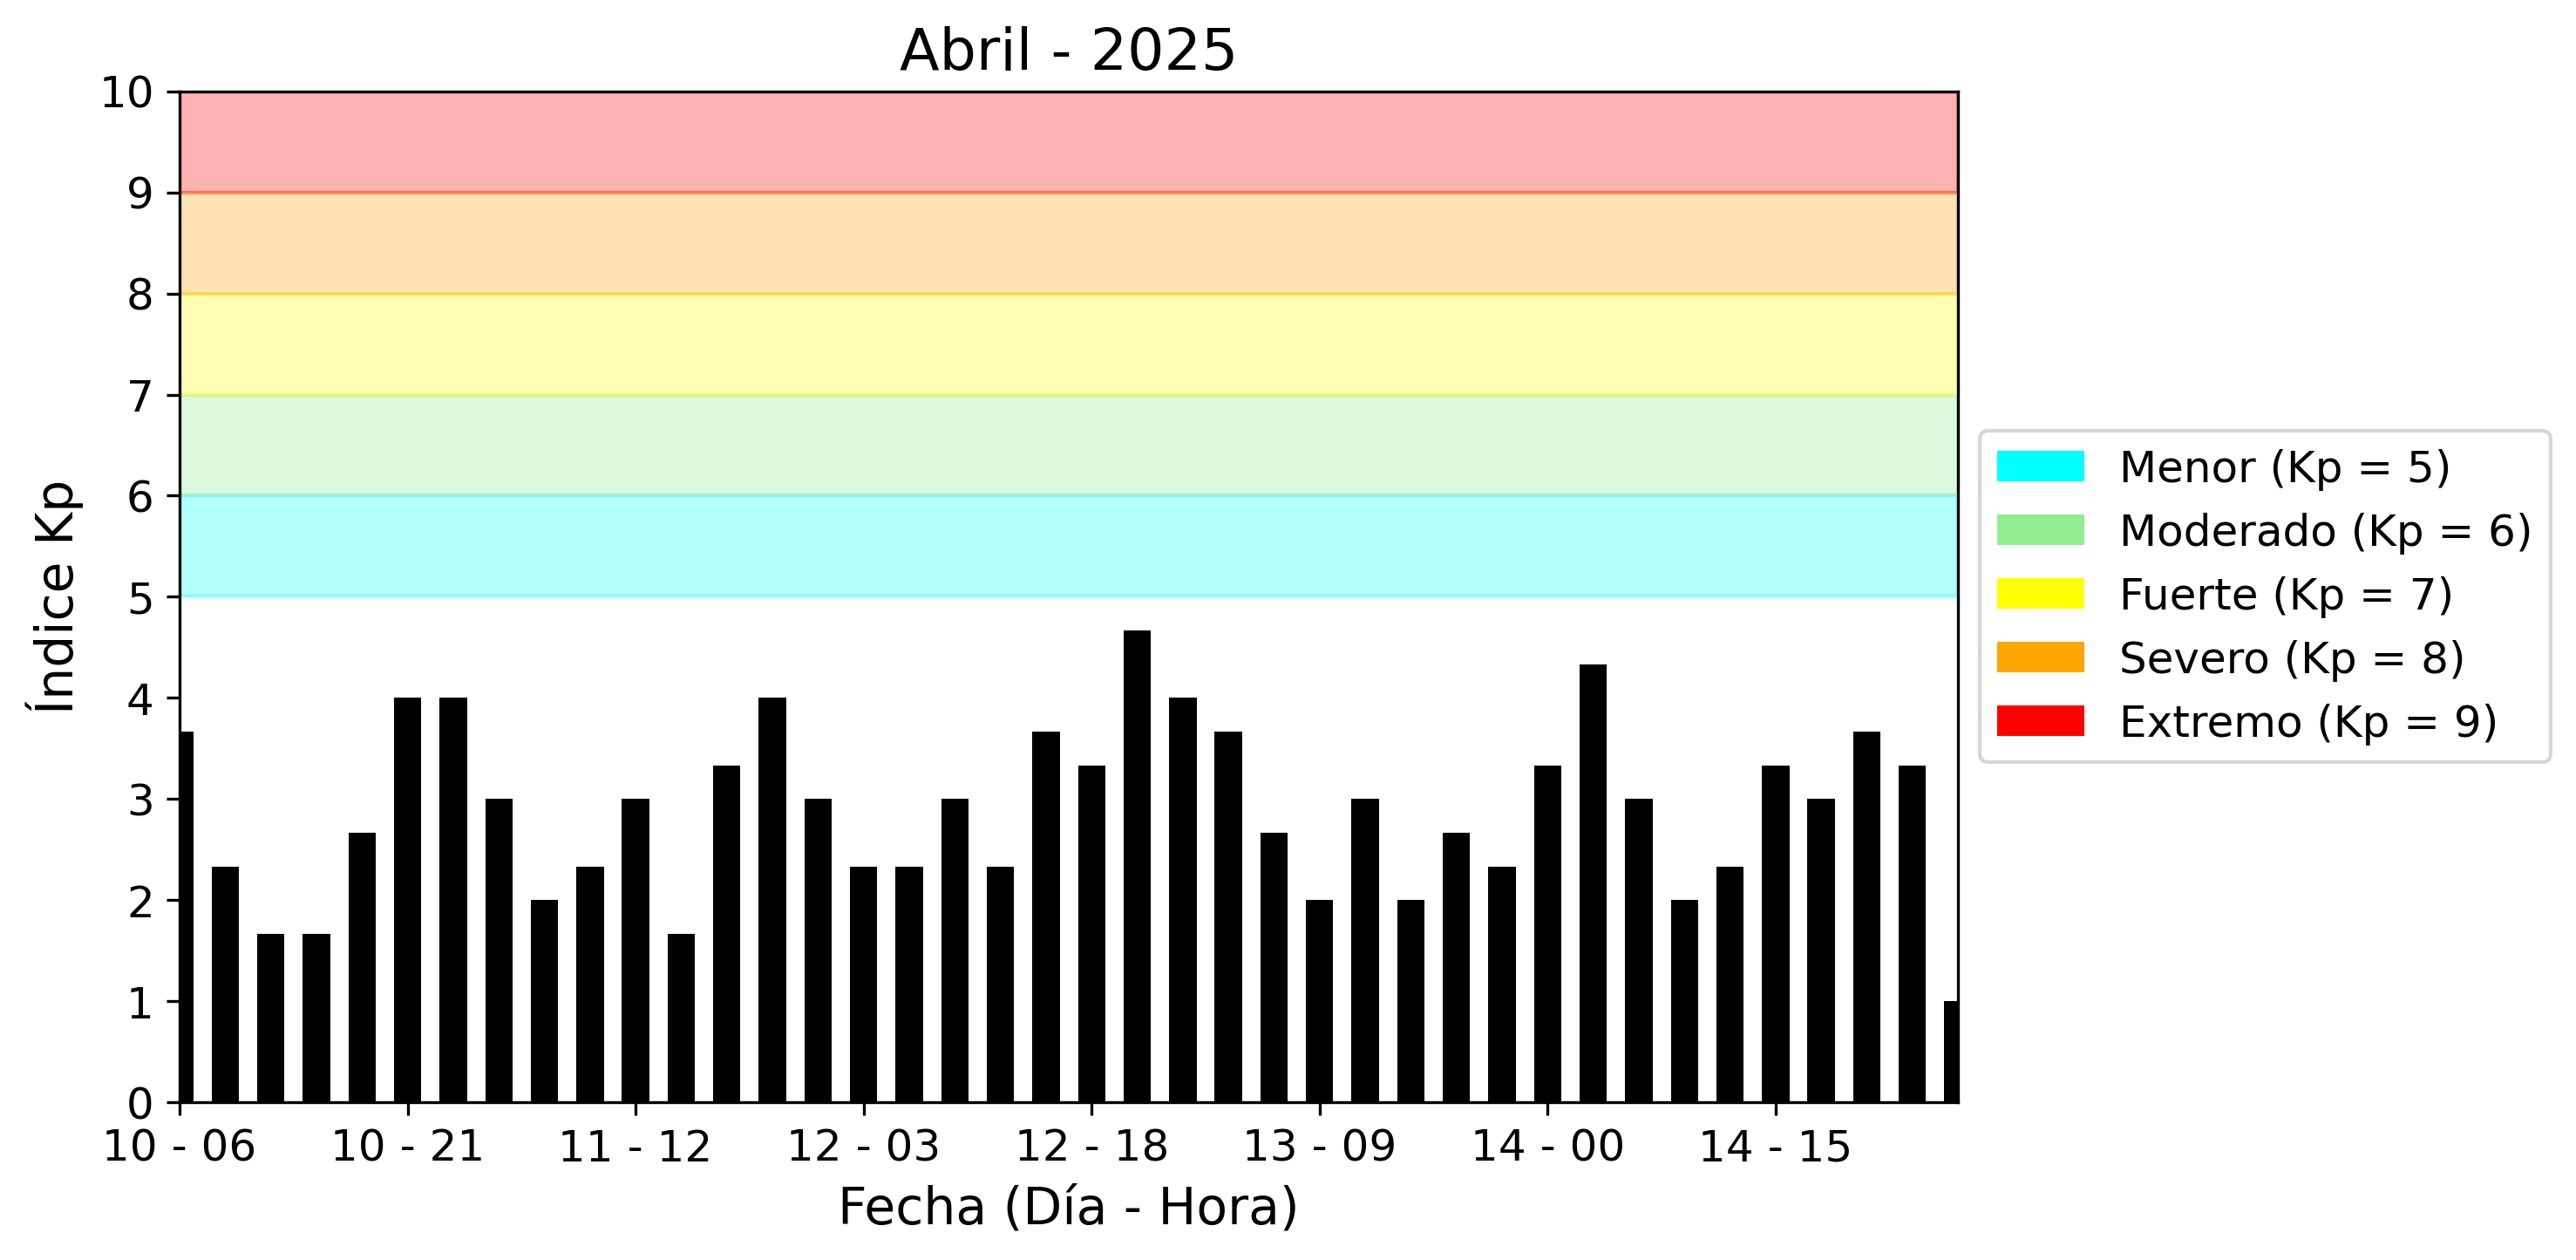 Abril - 2025
Índice Kp
10
9
8
7
6
5
4
3
2
1
0
10 - 06
10 - 21
11 - 12
12 - 03
12 - 18
13 - 09
14 - 00
14 - 15
Fecha (Día - Hora)
Menor (Kp = 5)
Moderado (Kp = 6)
Fuerte (Kp = 7)
Severo (Kp = 8)
Extremo (Kp = 9)